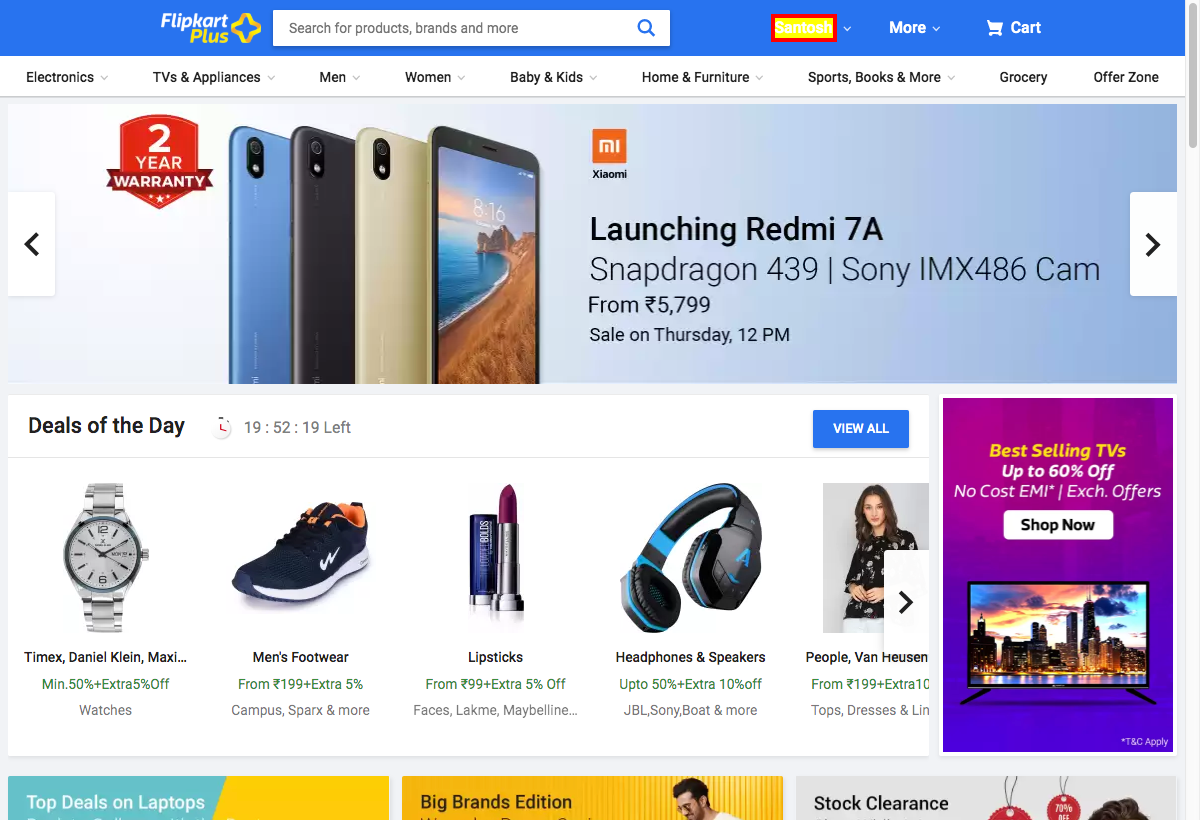 Flipkart
Plus
Search for products, brands and more
Santosh
More
Cart
Electronics
TVs & Appliances
Men
Women
Baby & Kids
Home & Furniture
Sports, Books & More
Grocery
Offer Zone
2
YEAR
WARRANTY
8:16
mi
Xiaomi
Launching Redmi 7A
Snapdragon 439 | Sony IMX486 Cam
From ₹5,799
Sale on Thursday, 12 PM
Deals of the Day
19 : 52 : 19 Left
VIEW ALL
Timex, Daniel Klein, Maxi...
Min.50%+Extra5%Off
Watches
Men's Footwear
From ₹199+Extra 5%
Campus, Sparx & more
Lipsticks
From ₹99+Extra 5% Off
Faces, Lakme, Maybelline...
Headphones & Speakers
Upto 50%+Extra 10%off
JBL,Sony,Boat & more
People, Van Heusen
From ₹199+Extra10
Tops, Dresses & Lin
Best Selling TVs
Up to 60% Off
No Cost EMI* | Exch. Offers
Shop Now
*T&C Apply
Top Deals on Laptops
Big Brands Edition
Stock Clearance
70%
OFF